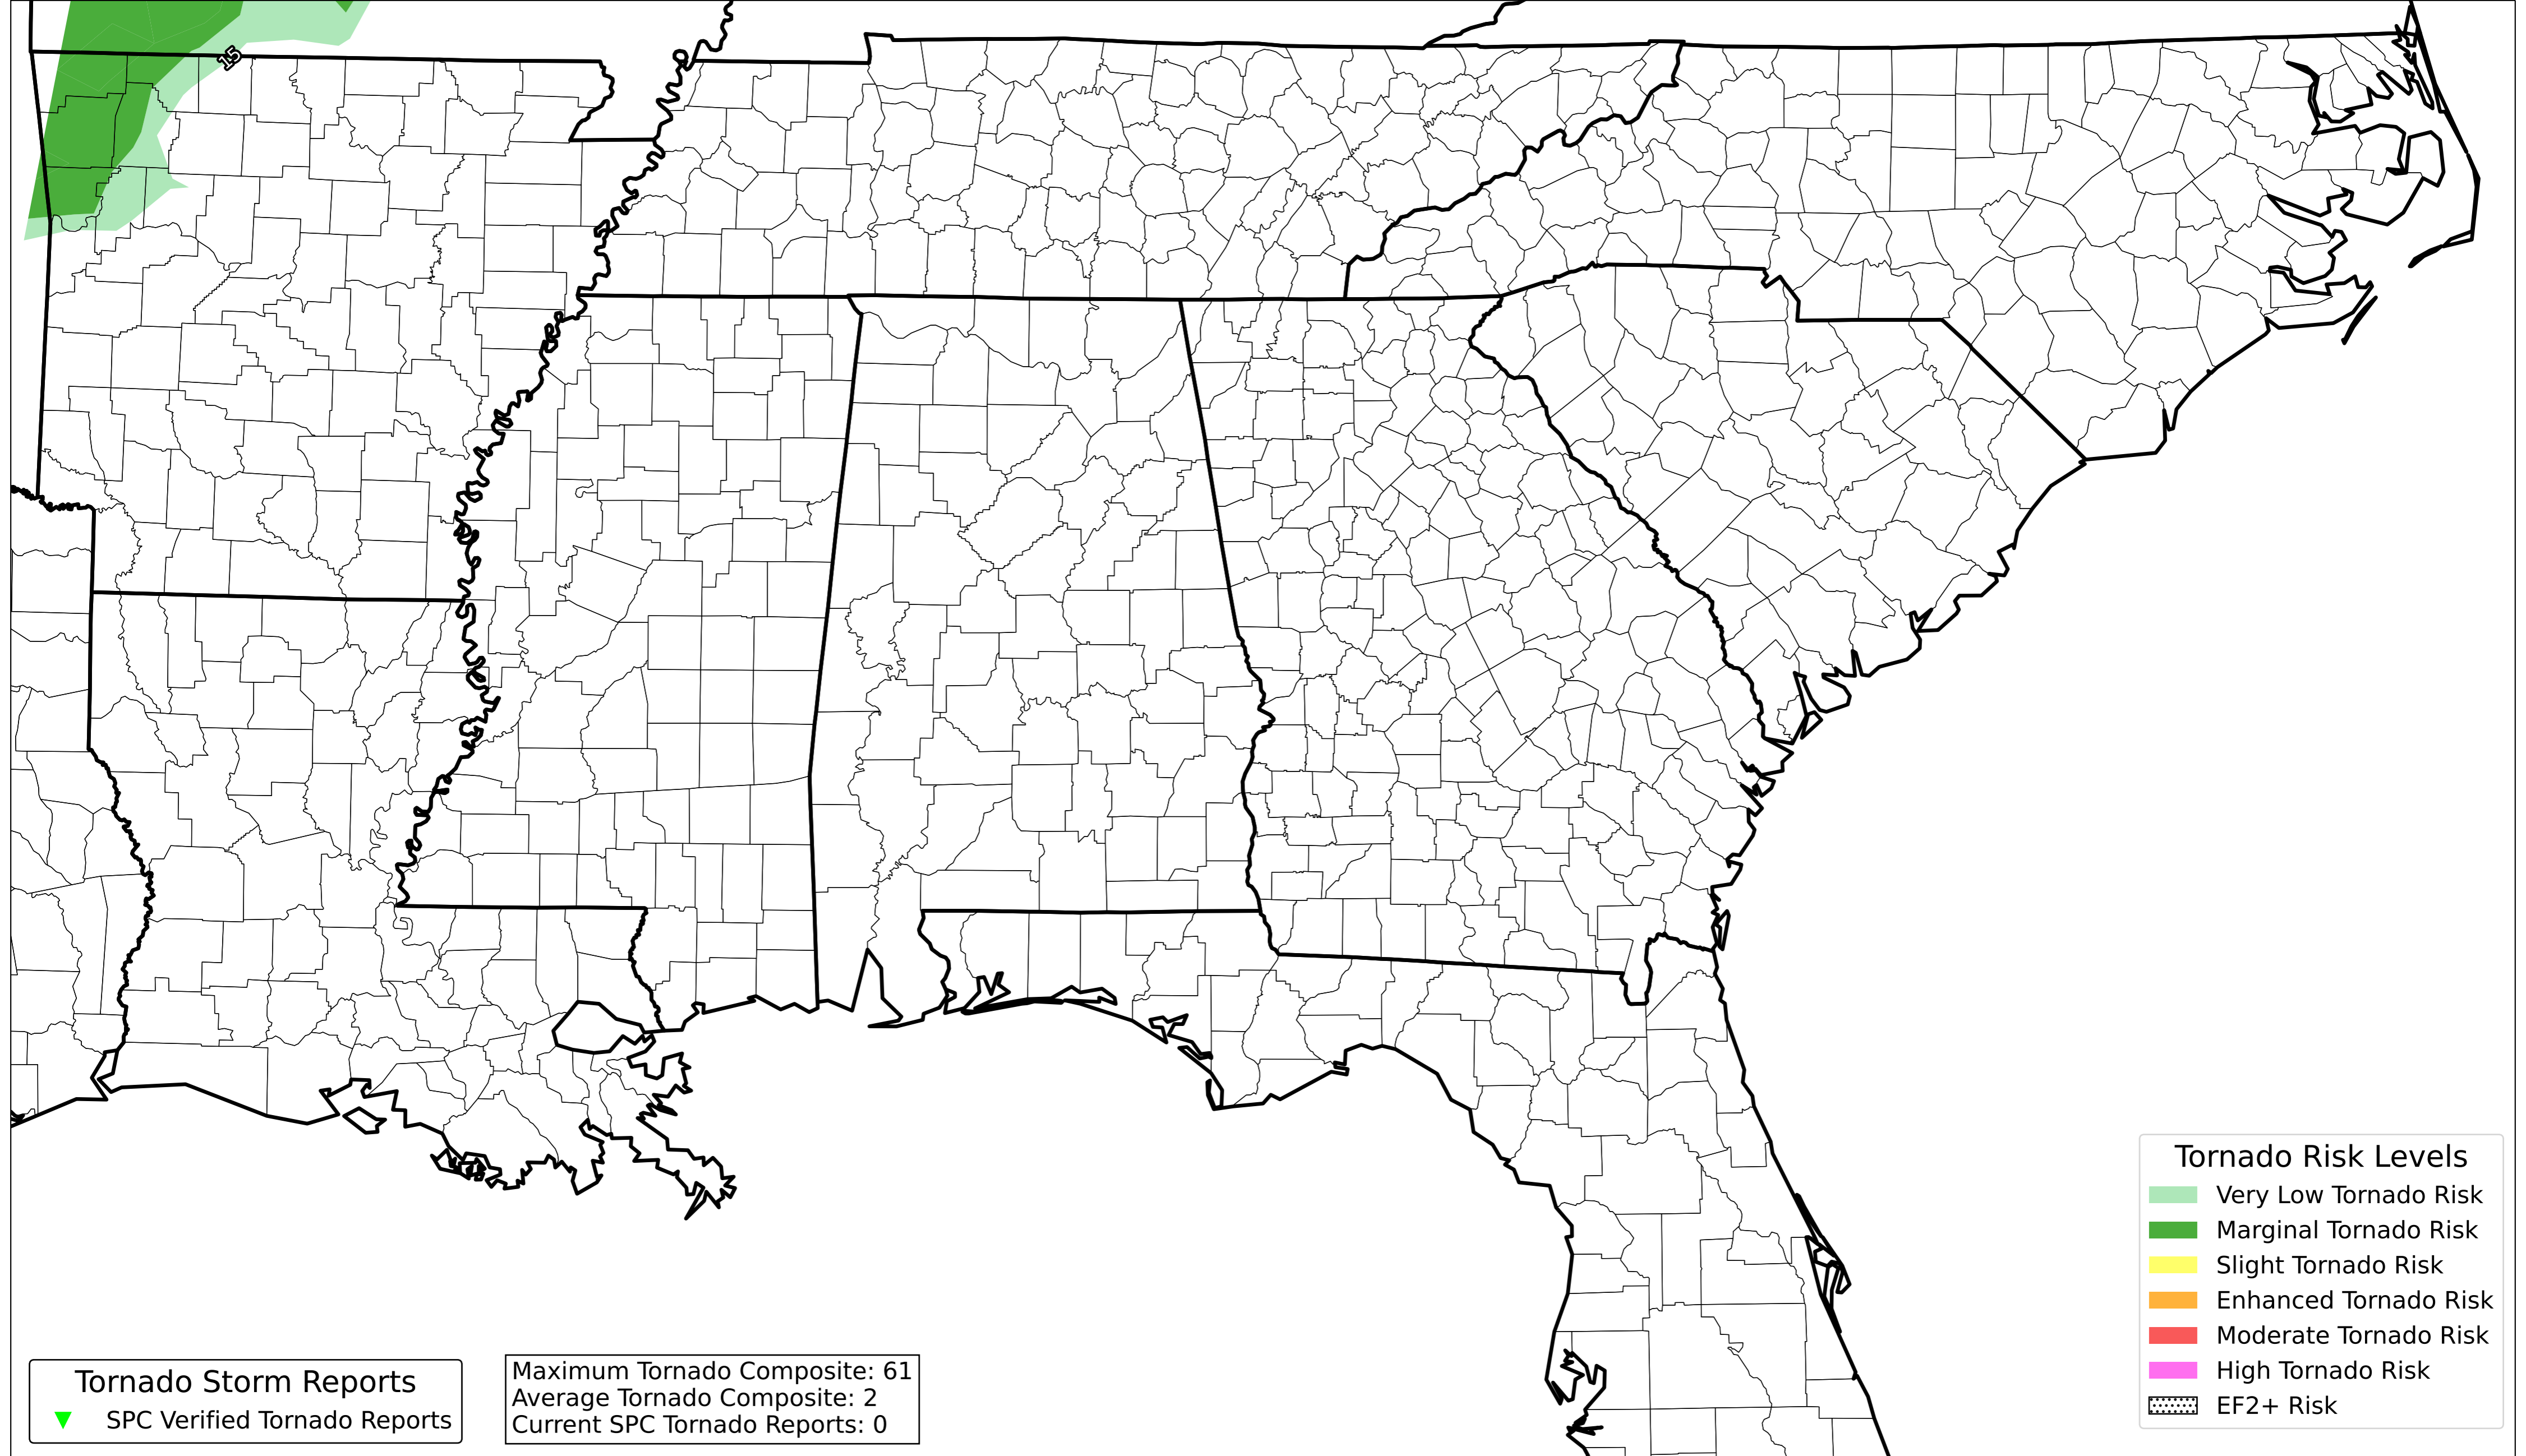 15
Tornado Risk Levels
Very Low Tornado Risk
Marginal Tornado Risk
Slight Tornado Risk
Enhanced Tornado Risk
Moderate Tornado Risk
High Tornado Risk
EF2+ Risk
Tornado Storm Reports
SPC Verified Tornado Reports
Maximum Tornado Composite: 61
Average Tornado Composite: 2
Current SPC Tornado Reports: 0